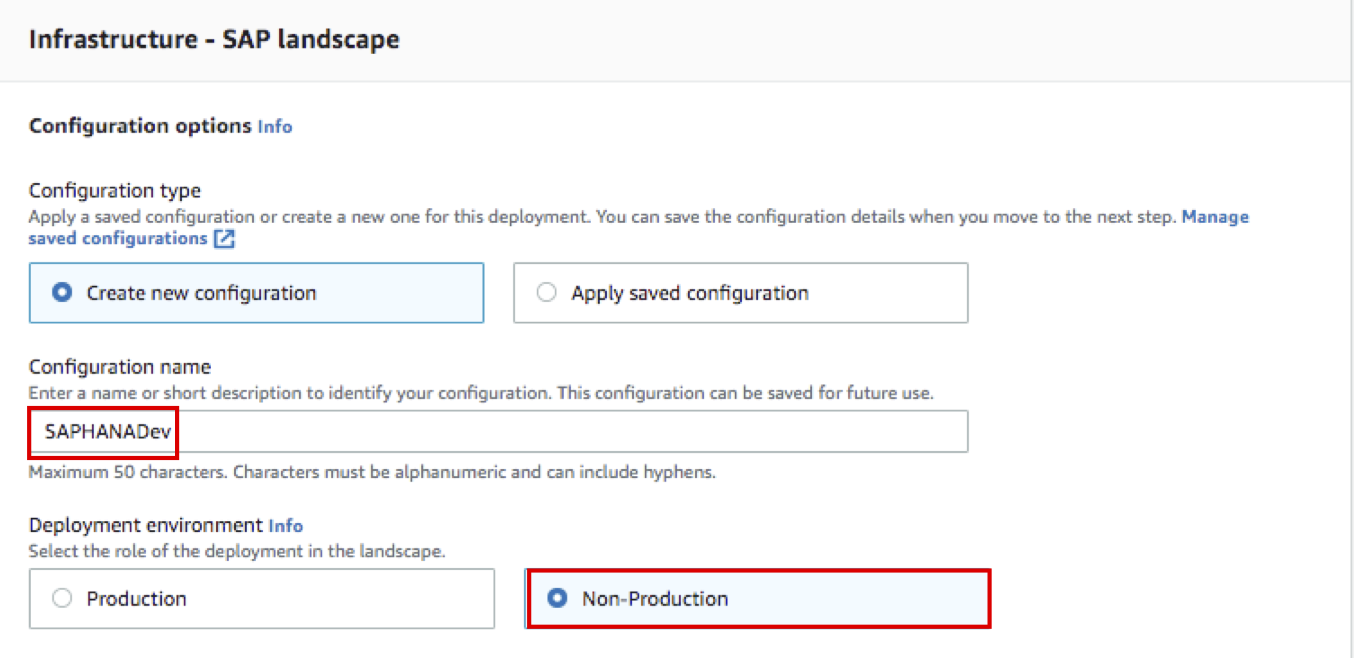 Infrastructure - SAP landscape
Configuration options Info
Configuration type
Apply a saved configuration or create a new one for this deployment. You can save the configuration details when you move to the next step. Manage
saved configurations
Create new configuration
Apply saved configuration
Configuration name
Enter a name or short description to identify your configuration. This configuration can be saved for future use.
SAPHANADev
Maximum 50 characters. Characters must be alphanumeric and can include hyphens.
Deployment environment Info
Select the role of the deployment in the landscape.
Production
Non-Production